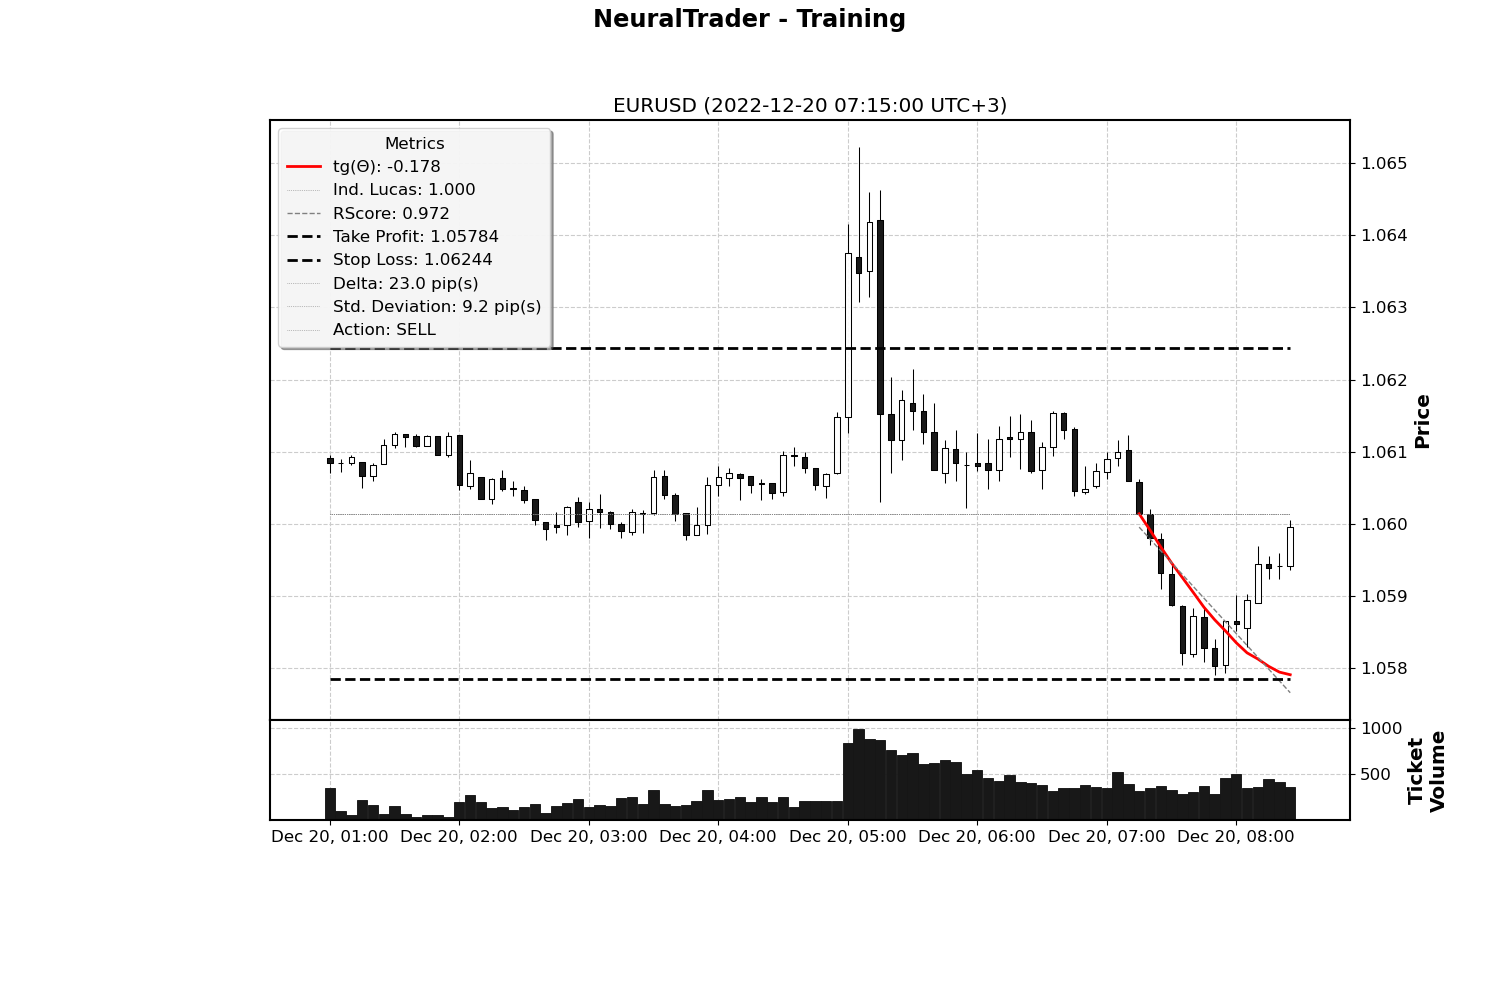 NeuralTrader - Training
EURUSD (2022-12-20 07:15:00 UTC+3)
Metrics
tg(Θ): -0.178
Ind. Lucas: 1.000
RScore: 0.972
Take Profit: 1.05784
Stop Loss: 1.06244
Delta: 23.0 pip(s)
Std. Deviation: 9.2 pip(s)
Action: SELL
1.065
1.064
1.063
1.062
1.061
1.060
1.059
1.058
Price
1000
500
Ticket
Volume
Dec 20, 01:00 Dec 20, 02:00 Dec 20, 03:00 Dec 20, 04:00 Dec 20, 05:00 Dec 20, 06:00 Dec 20, 07:00 Dec 20, 08:00